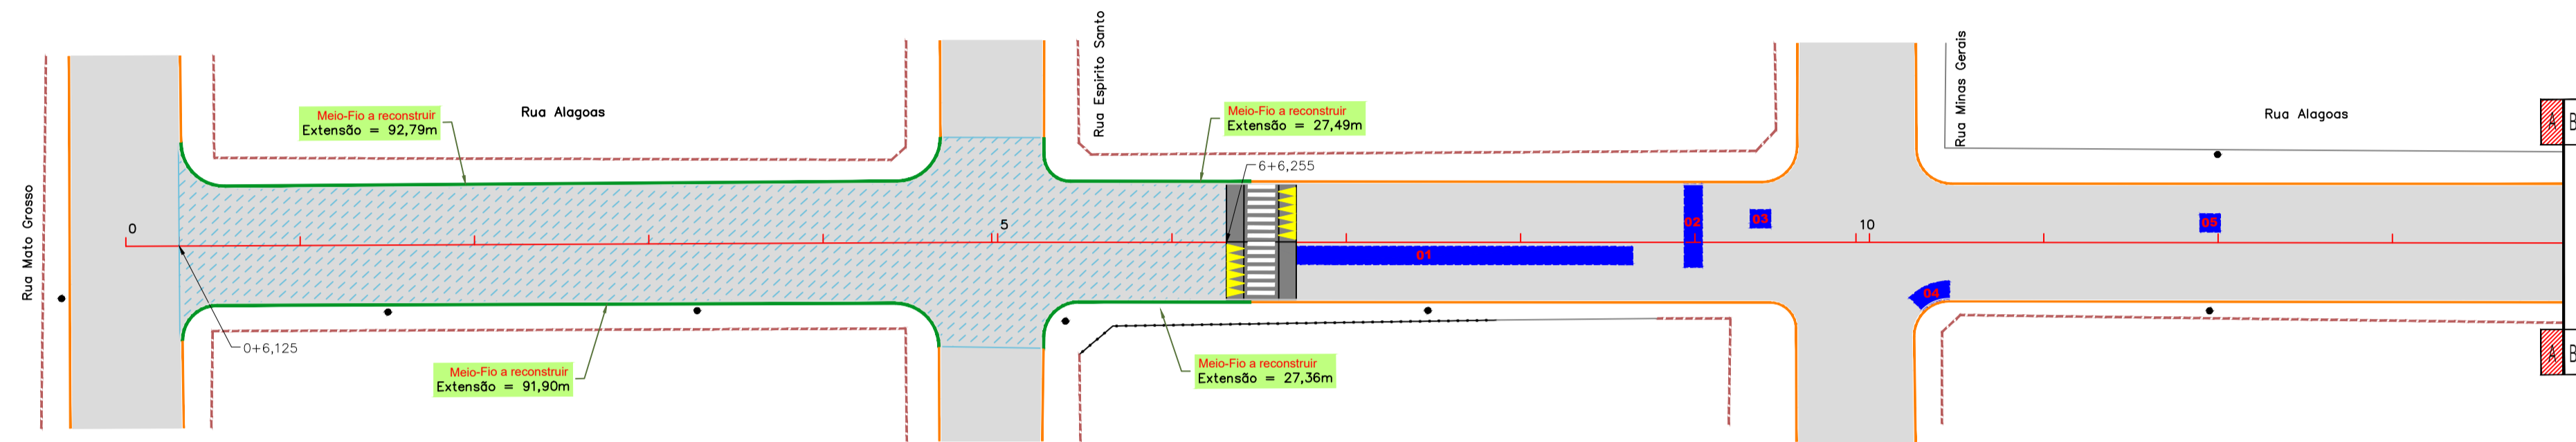 Rua Mato Grosso
0
0+6,125
Meio-Fio a reconstruir
Extensão = 92,79m
Rua Alagoas
Meio-Fio a reconstruir
Extensão = 91,90m
5
Rua Espirito Santo
Meio-Fio a reconstruir
Extensão = 27,49m
6+6,255
Meio-Fio a reconstruir
Extensão = 27,36m
01
02
03
10
04
Rua Minas Gerais
05
Rua Alagoas
A
A